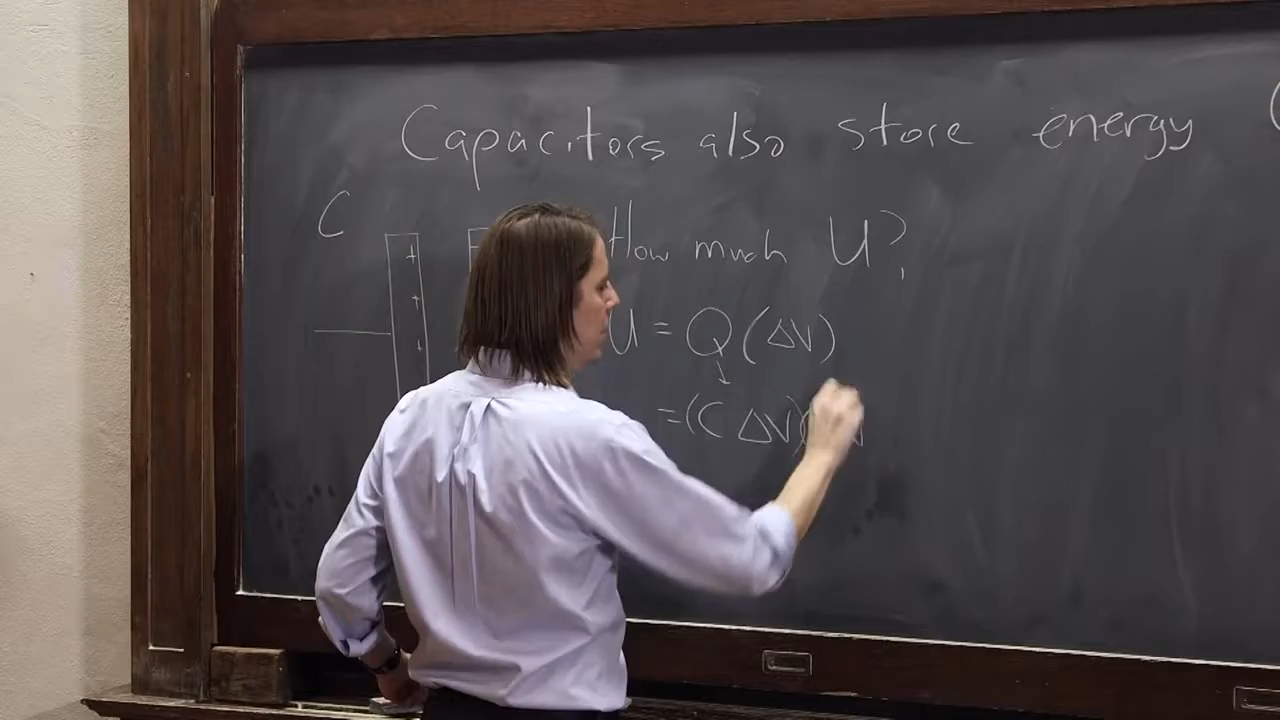 Capacitors also store energy (
C
How much U?
+
+
+
U = Q(ΔV)
↓
=(C ΔV)(